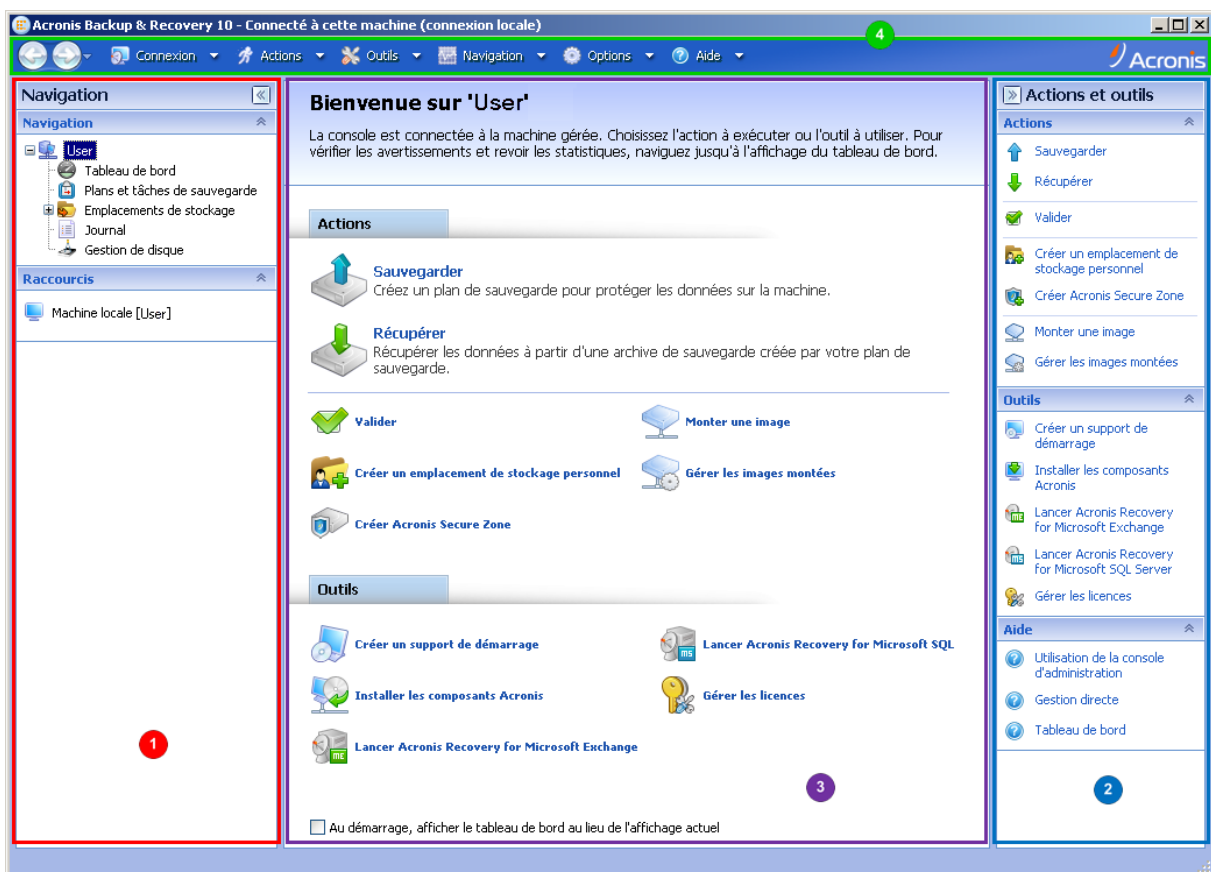 Acronis Backup & Recovery 10 - Connecté à cette machine (connexion locale)
4
Connexion
Actions
Outils
Navigation
Options
Aide
Acronis
Navigation
Navigation
User
Tableau de bord
Plans et tâches de sauvegarde
Emplacements de stockage
Journal
Gestion de disque
Raccourcis
Machine locale [User]
1
Bienvenue sur 'User'
La console est connectée à la machine gérée. Choisissez l'action à exécuter ou l'outil à utiliser. Pour
vérifier les avertissements et revoir les statistiques, naviguez jusqu'à l'affichage du tableau de bord.
Actions
Sauvegarder
Créez un plan de sauvegarde pour protéger les données sur la machine.
Récupérer
Récupérer les données à partir d'une archive de sauvegarde créée par votre plan de
sauvegarde.
Valider
Monter une image
Créer un emplacement de stockage personnel
Gérer les images montées
Créer Acronis Secure Zone
Outils
Créer un support de démarrage
Lancer Acronis Recovery for Microsoft SQL
ms
Installer les composants Acronis
Gérer les licences
Lancer Acronis Recovery for Microsoft Exchange
ME
3
Au démarrage, afficher le tableau de bord au lieu de l'affichage actuel
Actions et outils
Actions
Sauvegarder
Récupérer
Valider
Créer un emplacement de
stockage personnel
Créer Acronis Secure Zone
Monter une image
Gérer les images montées
Outils
Créer un support de
démarrage
Installer les composants
Acronis
Lancer Acronis Recovery
for Microsoft Exchange
ME
Lancer Acronis Recovery
for Microsoft SQL Server
ms
Gérer les licences
Aide
Utilisation de la console
d'administration
Gestion directe
Tableau de bord
2